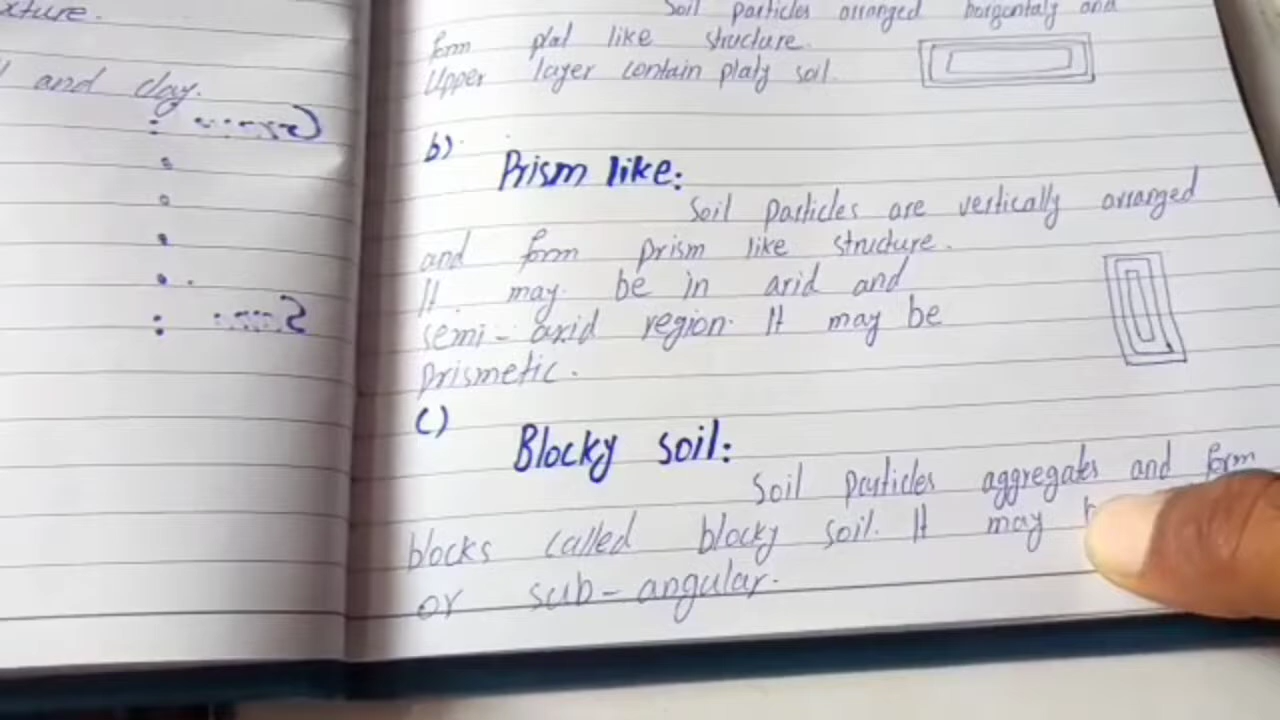 xture.
and clay.
Soil particles arranged horgontaly and
form plat like structure.
Upper layer contain platy soil.
b)
Prism like:
Soil particles are vertically arranged
and form prism like structure.
It may be in arid and
semi-arid region. It may be
Prismetic.
c)
Blocky soil:
Soil particles aggregates and form
blocks called blocky soil. It may
or sub-angular.